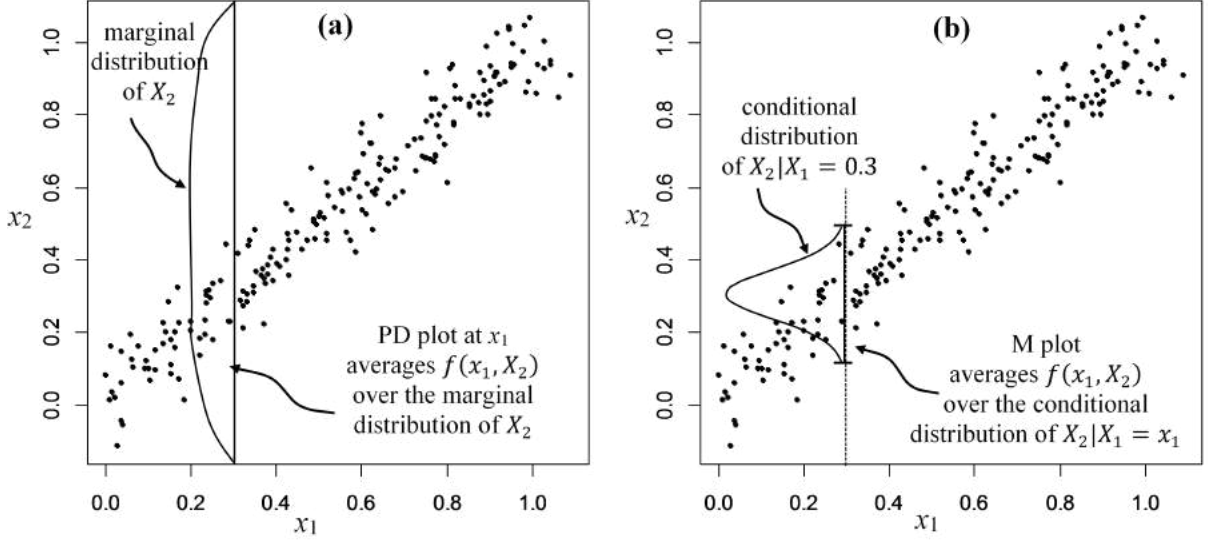 (a)
marginal
distribution
of X₂
PD plot at x₁
averages f(x₁, X₂)
over the marginal
distribution of X₂
x₂
1.0
0.8
0.6
0.4
0.2
0.0
0.0 0.2 0.4 0.6 0.8 1.0
x₁
(b)
conditional
distribution
of X₂|X₁ = 0.3
M plot
averages f(x₁, X₂)
over the conditional
distribution of X₂|X₁ = x₁
x₂
1.0
0.8
0.6
0.4
0.2
0.0
0.0 0.2 0.4 0.6 0.8 1.0
x₁